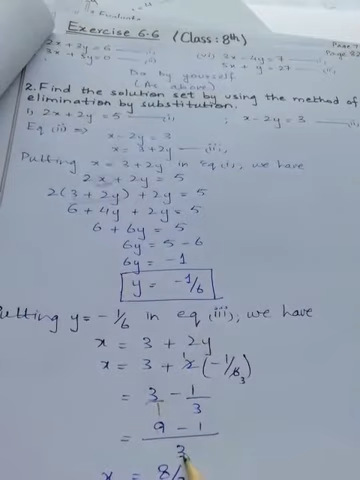 Evaluate
Exercise 6.6 (Class: 8th)
2x + 2y = 6 (vi) 3x - 4y = 7
5x + y = 27
Do by yourself
(As above)
2. Find the solution set by using the method of
elimination by substitution.
i, 2x + 2y = 5 (i) ; x - 2y = 3 (ii)
Eq (ii) ⇒
x - 2y = 3
x = 3 + 2y (iii)
Putting x = 3 + 2y in eq (i), we have
2x + 2y = 5
2(3 + 2y) + 2y = 5
6 + 4y + 2y = 5
6 + 6y = 5
6y = 5 - 6
6y = -1
y = -1/6
Putting y = -1/6 in eq (iii), we have
x = 3 + 2y
x = 3 + 2(-1/6)
= 3/1 - 1/3
= 9 - 1 / 3
x = 8/